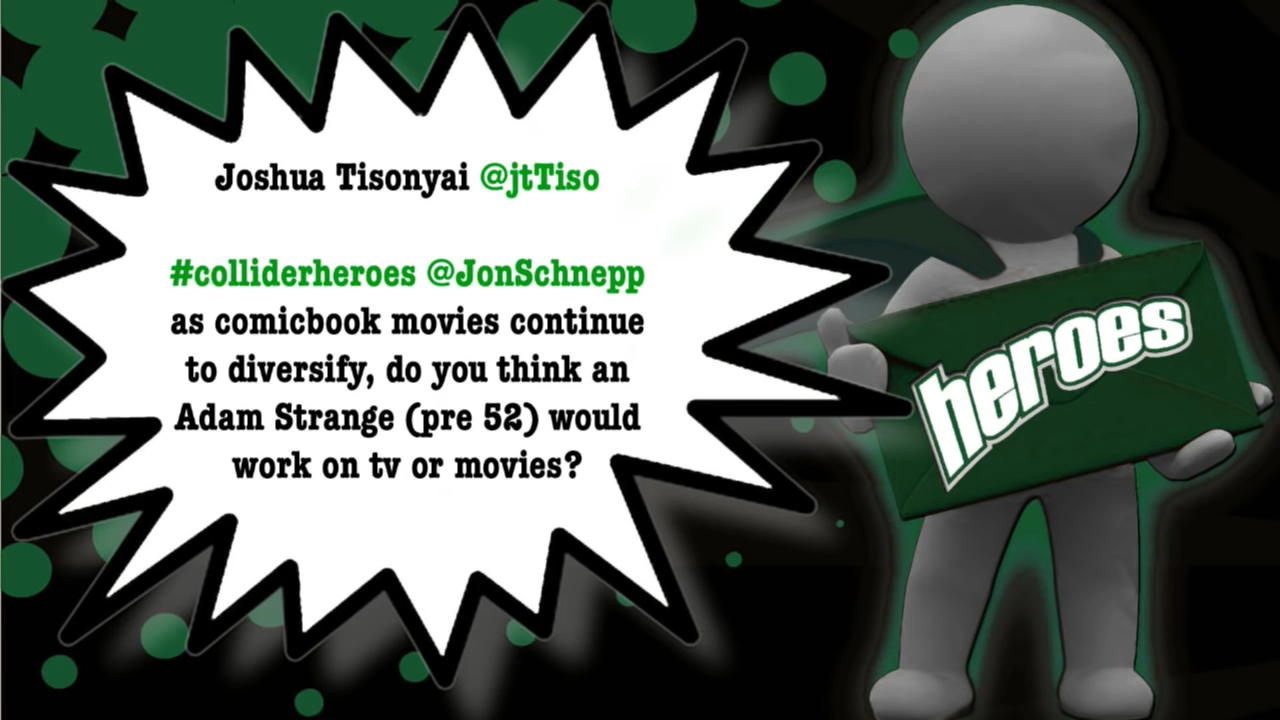 Joshua Tisonyai @jtTiso
#colliderheroes @JonSchnepp
as comicbook movies continue
to diversify, do you think an
Adam Strange (pre 52) would
work on tv or movies?
heroes